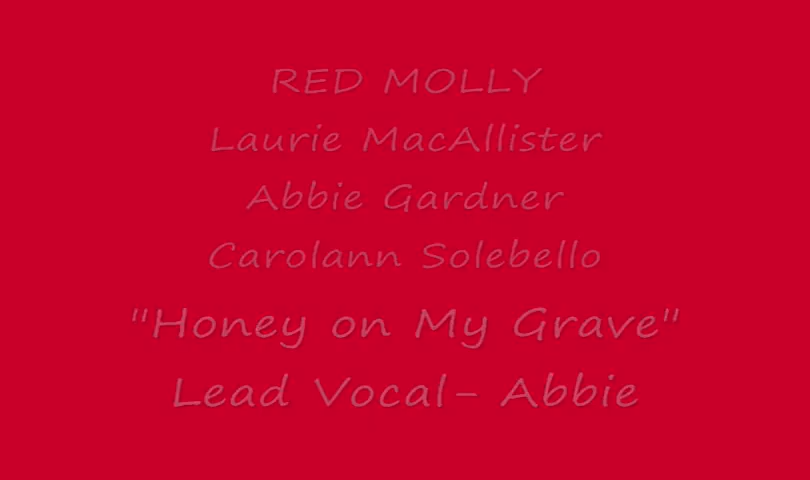 RED MOLLY
Laurie MacAllister
Abbie Gardner
Carolann Solebello
"Honey on My Grave"
Lead Vocal- Abbie